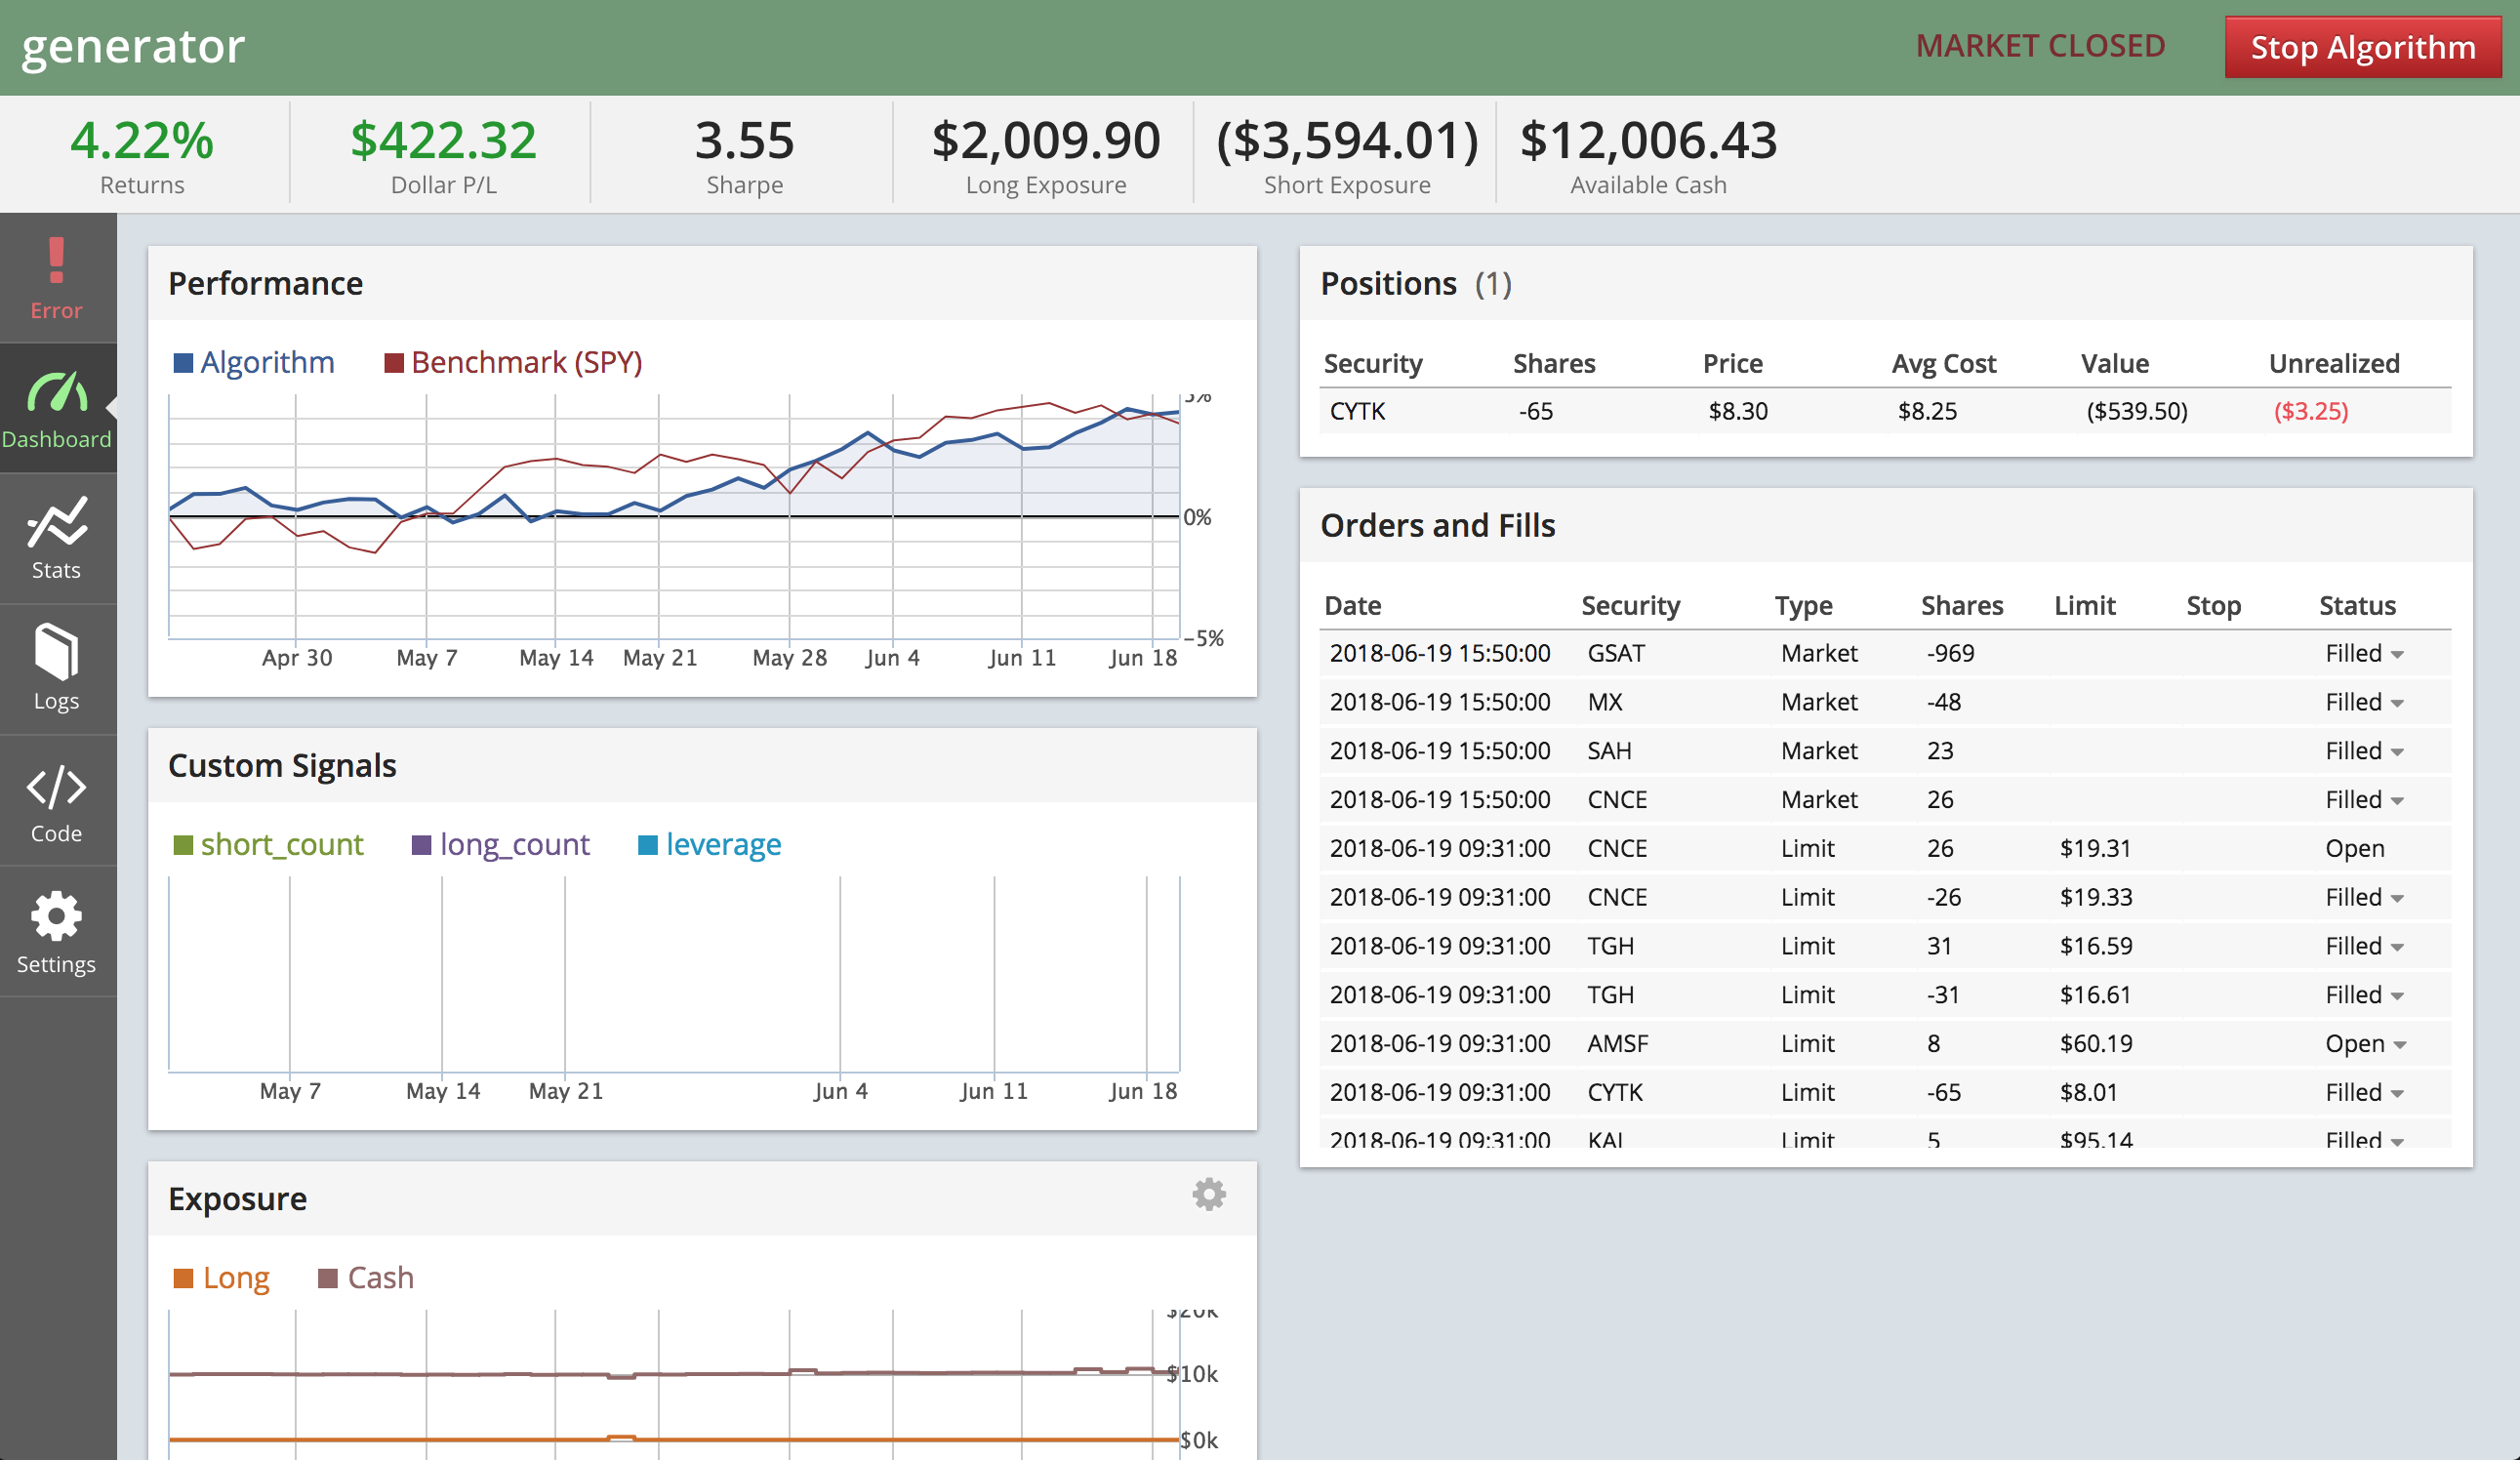 generator
MARKET CLOSED
Stop Algorithm
4.22%
Returns
$422.32
Dollar P/L
3.55
Sharpe
$2,009.90
Long Exposure
($3,594.01)
Short Exposure
$12,006.43
Available Cash
Error
Dashboard
Stats
Logs
Code
Settings
Performance
Algorithm Benchmark (SPY)
5%
0%
−5%
Apr 30 May 7 May 14 May 21 May 28 Jun 4 Jun 11 Jun 18
Custom Signals
short_count long_count leverage
May 7 May 14 May 21 Jun 4 Jun 11 Jun 18
Exposure
Long Cash
$20k
$10k
$0k
Positions (1)
Security Shares Price Avg Cost Value Unrealized
CYTK -65 $8.30 $8.25 ($539.50) ($3.25)
Orders and Fills
Date Security Type Shares Limit Stop Status
2018-06-19 15:50:00 GSAT Market -969 Filled
2018-06-19 15:50:00 MX Market -48 Filled
2018-06-19 15:50:00 SAH Market 23 Filled
2018-06-19 15:50:00 CNCE Market 26 Filled
2018-06-19 09:31:00 CNCE Limit 26 $19.31 Open
2018-06-19 09:31:00 CNCE Limit -26 $19.33 Filled
2018-06-19 09:31:00 TGH Limit 31 $16.59 Filled
2018-06-19 09:31:00 TGH Limit -31 $16.61 Filled
2018-06-19 09:31:00 AMSF Limit 8 $60.19 Open
2018-06-19 09:31:00 CYTK Limit -65 $8.01 Filled
2018-06-19 09:31:00 KAI Limit 5 $95.14 Filled